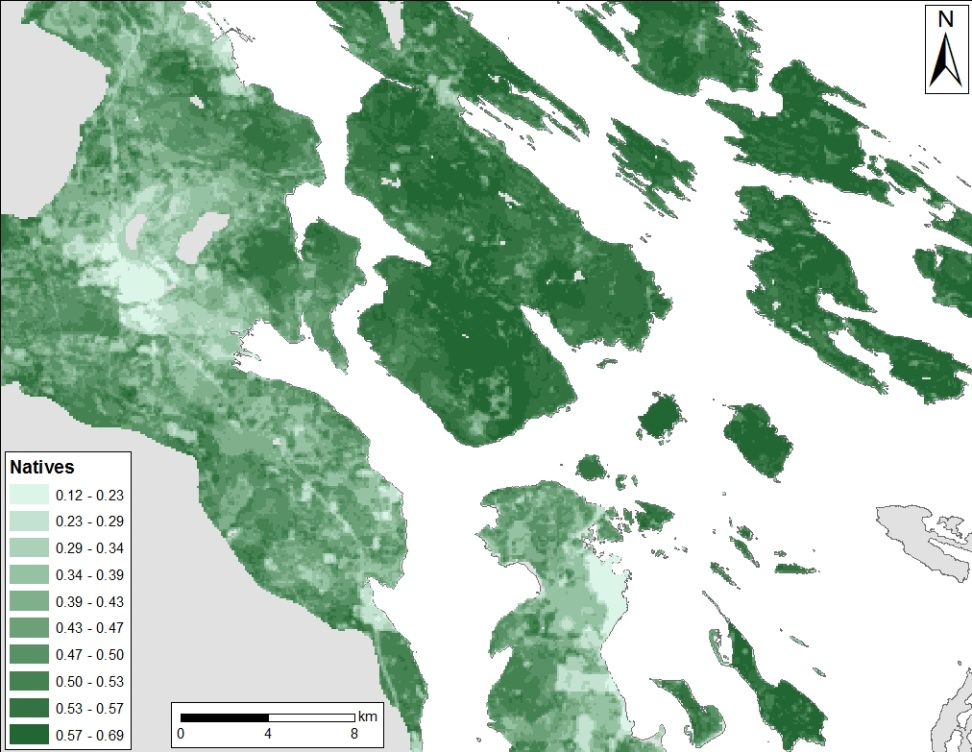 N
Natives
0.12 - 0.23
0.23 - 0.29
0.29 - 0.34
0.34 - 0.39
0.39 - 0.43
0.43 - 0.47
0.47 - 0.50
0.50 - 0.53
0.53 - 0.57
0.57 - 0.69
km
0 4 8